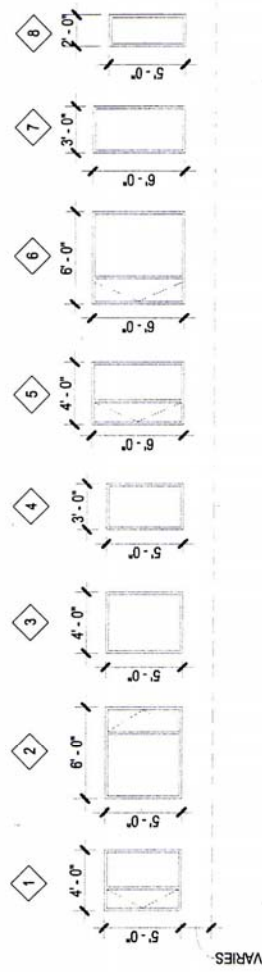 1
4' - 0"
5' - 0"
2
6' - 0"
5' - 0"
3
4' - 0"
5' - 0"
4
3' - 0"
5' - 0"
5
4' - 0"
6' - 0"
6
6' - 0"
6' - 0"
7
3' - 0"
6' - 0"
8
2' - 0"
5' - 0"
VARIES